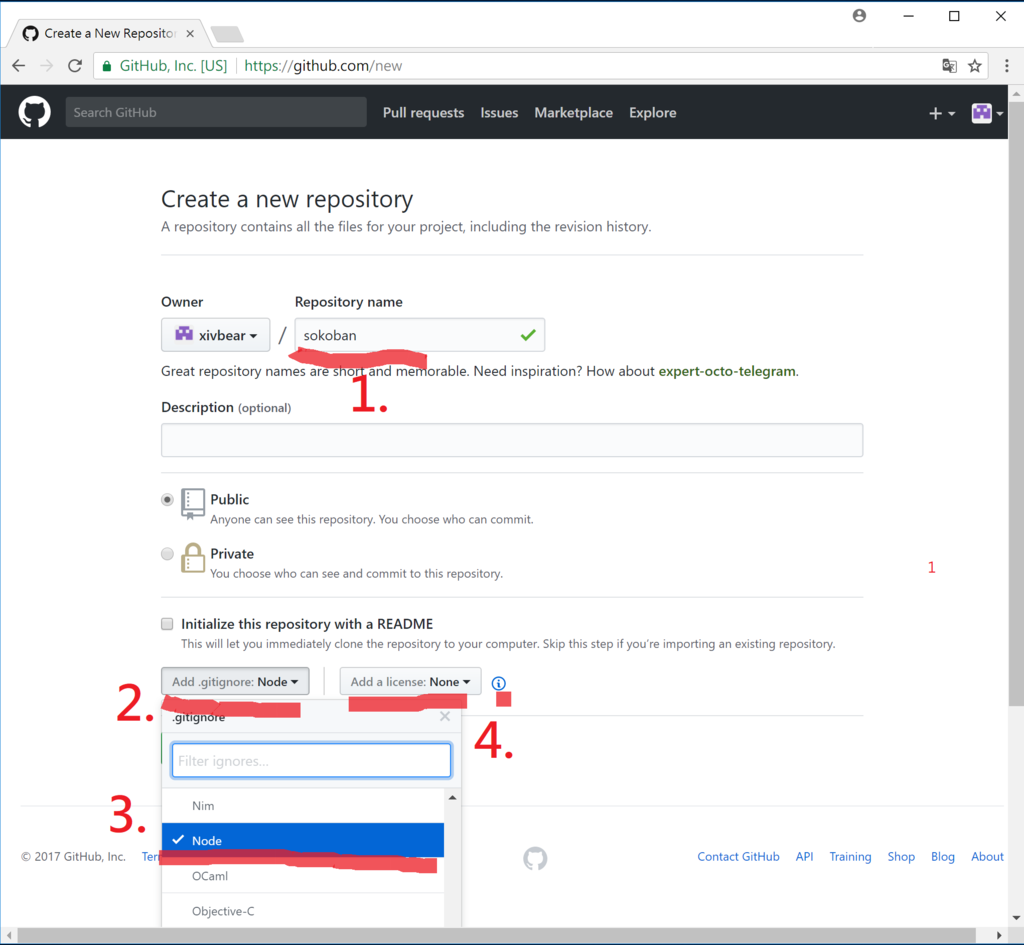 Create a New Reposito
GitHub, Inc. [US] https://github.com/new
Search GitHub Pull requests Issues Marketplace Explore
Create a new repository
A repository contains all the files for your project, including the revision history.
Owner Repository name
xivbear / sokoban
Great repository names are short and memorable. Need inspiration? How about expert-octo-telegram.
1.
Description (optional)
Public
Anyone can see this repository. You choose who can commit.
Private
You choose who can see and commit to this repository.
1
Initialize this repository with a README
This will let you immediately clone the repository to your computer. Skip this step if you’re importing an existing repository.
Add .gitignore: Node Add a license: None
2.
.gitignore
4.
Filter ignores...
Nim
3.
Node
© 2017 GitHub, Inc. Ter Contact GitHub API Training Shop Blog About
OCaml
Objective-C